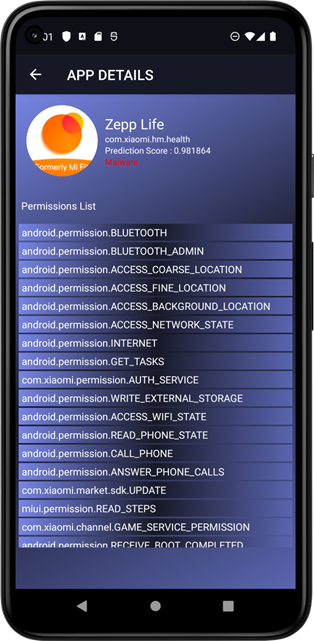 :01
APP DETAILS
Zepp Life
com.xiaomi.hm.health
Prediction Score : 0.981864
Malware
Formerly Mi Fi
Permissions List
android.permission.BLUETOOTH
android.permission.BLUETOOTH_ADMIN
android.permission.ACCESS_COARSE_LOCATION
android.permission.ACCESS_FINE_LOCATION
android.permission.ACCESS_BACKGROUND_LOCATION
android.permission.ACCESS_NETWORK_STATE
android.permission.INTERNET
android.permission.GET_TASKS
com.xiaomi.permission.AUTH_SERVICE
android.permission.WRITE_EXTERNAL_STORAGE
android.permission.ACCESS_WIFI_STATE
android.permission.READ_PHONE_STATE
android.permission.CALL_PHONE
android.permission.ANSWER_PHONE_CALLS
com.xiaomi.market.sdk.UPDATE
miui.permission.READ_STEPS
com.xiaomi.channel.GAME_SERVICE_PERMISSION
android.permission.RECEIVE_BOOT_COMPLETED